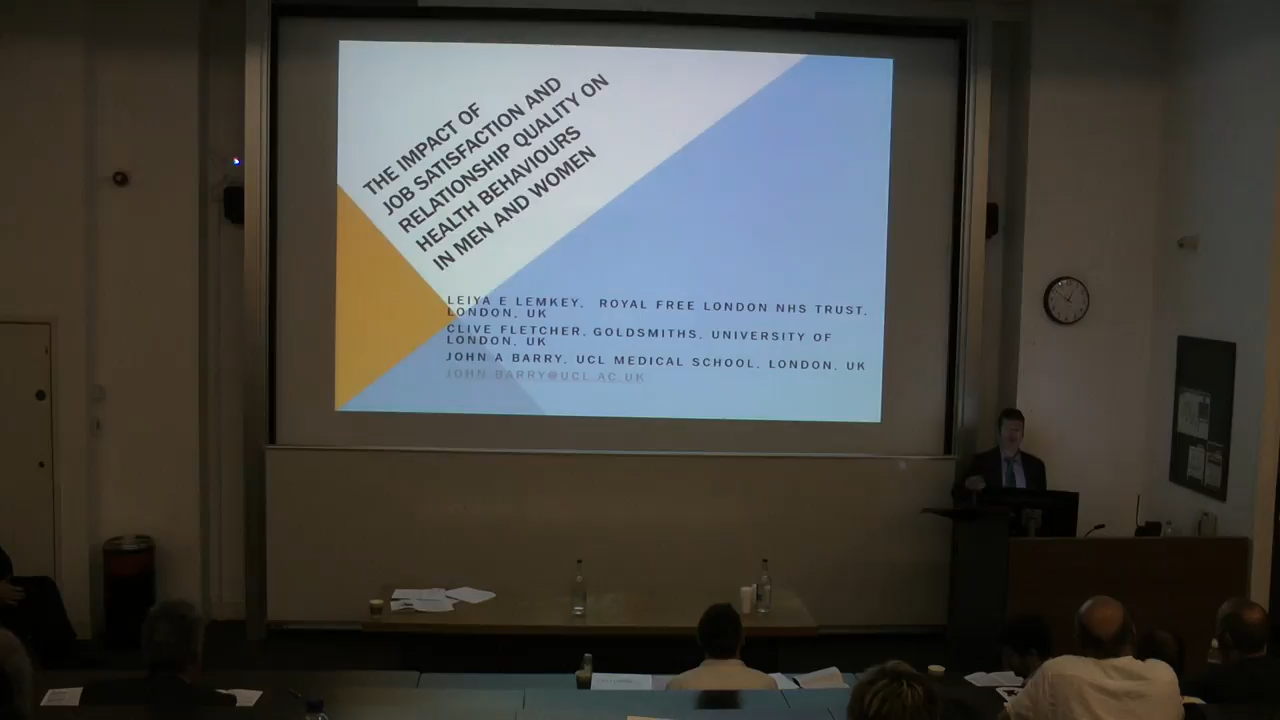 THE IMPACT OF
JOB SATISFACTION AND
RELATIONSHIP QUALITY ON
HEALTH BEHAVIOURS
IN MEN AND WOMEN
LEIYA E LEMKEY, ROYAL FREE LONDON NHS TRUST,
LONDON, UK
CLIVE FLETCHER, GOLDSMITHS, UNIVERSITY OF
LONDON, UK
JOHN A BARRY, UCL MEDICAL SCHOOL, LONDON, UK
JOHN.BARRY@UCL.AC.UK